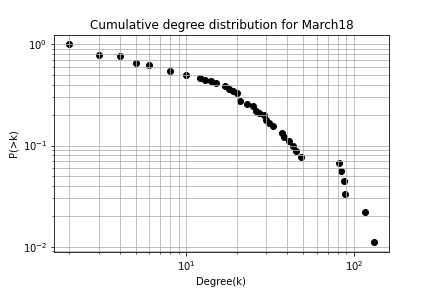 Cumulative degree distribution for March18
P(>k)
10⁰
10⁻¹
10⁻²
10¹
10²
Degree(k)